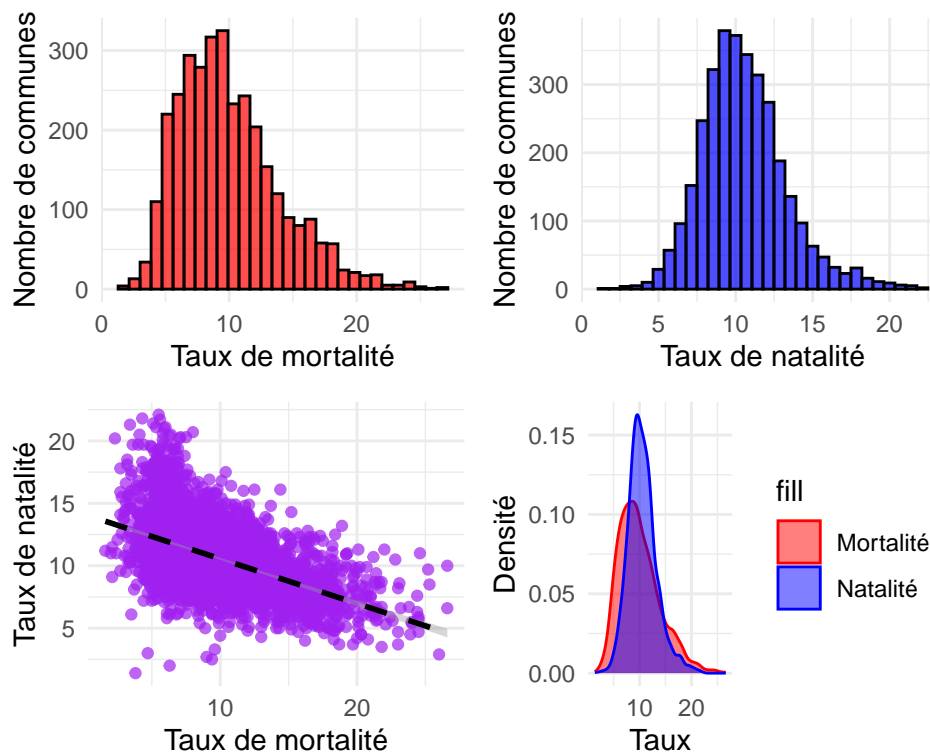 Nombre de communes
300
200
100
0
0
10
20
Taux de mortalité
Nombre de communes
300
200
100
0
0
5
10
15
20
Taux de natalité
Taux de natalité
20
15
10
5
10
20
Taux de mortalité
Densité
0.15
0.10
0.05
0.00
10
20
Taux
fill
Mortalité
Natalité